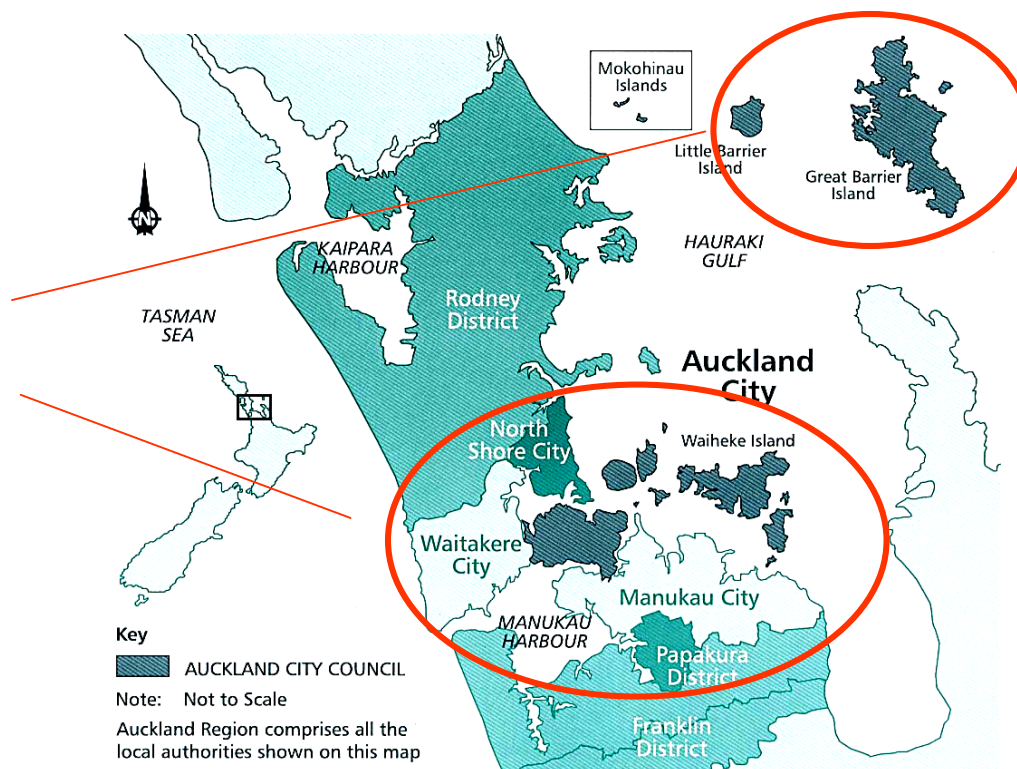 Mokohinau
Islands
Little Barrier
Island
Great Barrier
Island
N
KAIPARA
HARBOUR
HAURAKI
GULF
Rodney
District
TASMAN
SEA
Auckland
City
North
Shore City
Waiheke Island
Waitakere
City
Manukau City
MANUKAU
HARBOUR
Papakura
District
Franklin
District
Key
AUCKLAND CITY COUNCIL
Note: Not to Scale
Auckland Region comprises all the
local authorities shown on this map